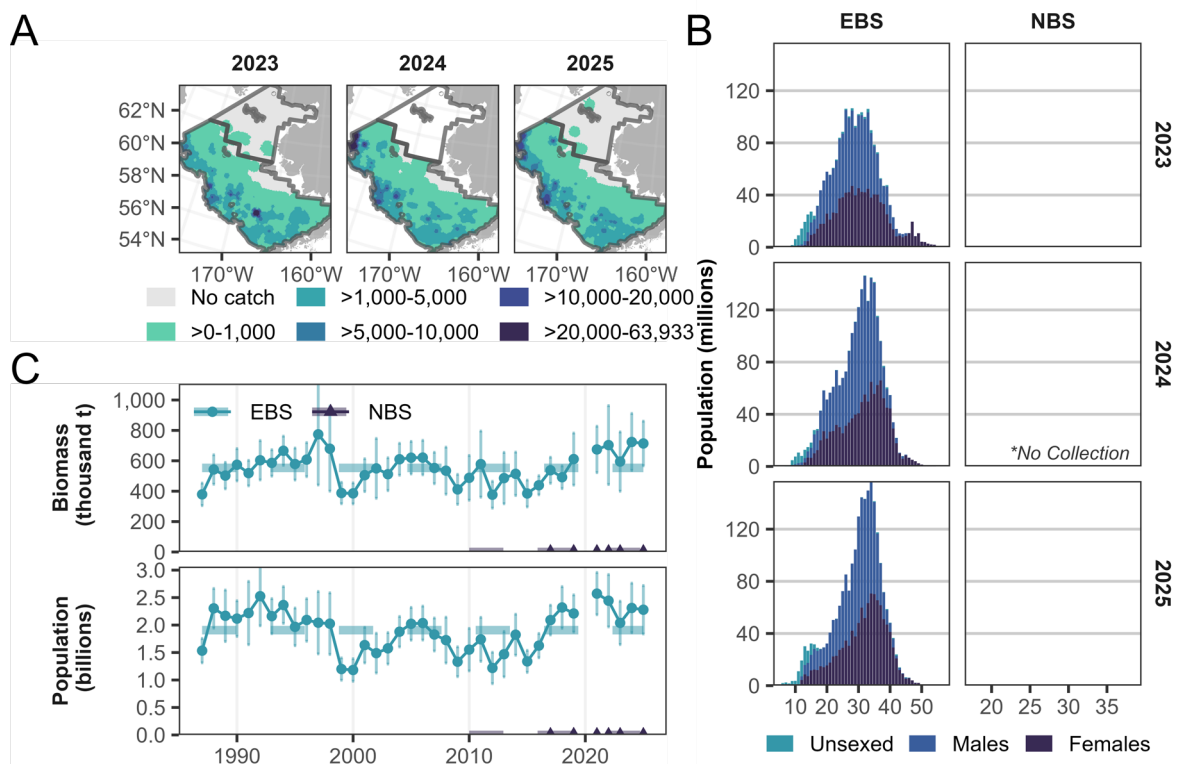 A
2023 2024 2025
62°N
60°N
58°N
56°N
54°N
170°W 160°W 170°W 160°W 170°W 160°W
No catch >1,000-5,000 >10,000-20,000
>0-1,000 >5,000-10,000 >20,000-63,933
B
EBS NBS
Population (millions)
120
80
40
0
2023
120
80
40
0
*No Collection
2024
120
80
40
0
2025
10 20 30 40 50 20 25 30 35
Unsexed Males Females
C
EBS NBS
Biomass
(thousand t)
1,000
800
600
400
200
0
Population
(billions)
3.0
2.5
2.0
1.5
1.0
0.5
0.0
1990 2000 2010 2020